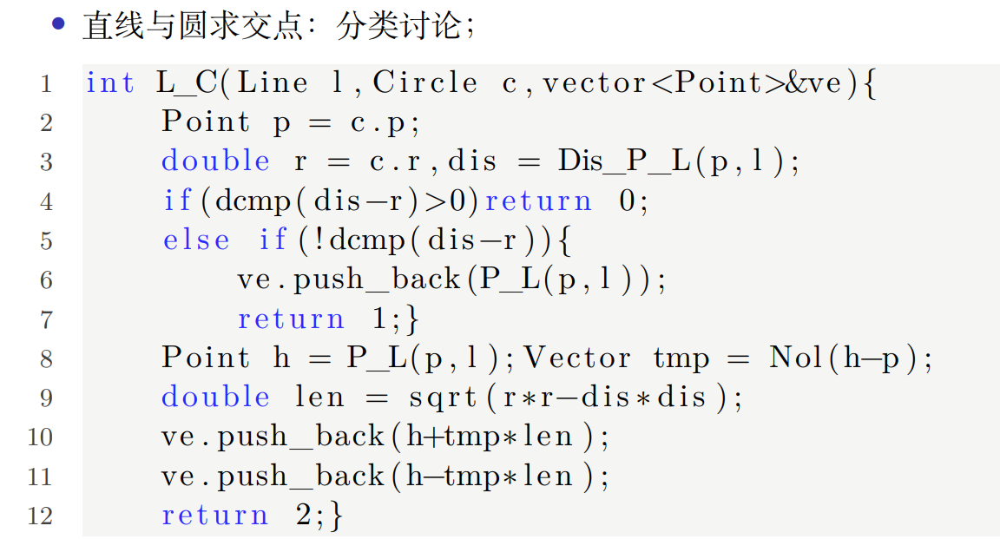 • 直线与圆求交点：分类讨论；
1 int L_C(Line l,Circle c,vector<Point>&ve){
2 Point p = c.p;
3 double r = c.r,dis = Dis_P_L(p,l);
4 if(dcmp(dis−r)>0)return 0;
5 else if(!dcmp(dis−r)){
6 ve.push_back(P_L(p,l));
7 return 1;}
8 Point h = P_L(p,l);Vector tmp = Nol(h−p);
9 double len = sqrt(r*r−dis*dis);
10 ve.push_back(h+tmp*len);
11 ve.push_back(h−tmp*len);
12 return 2;}